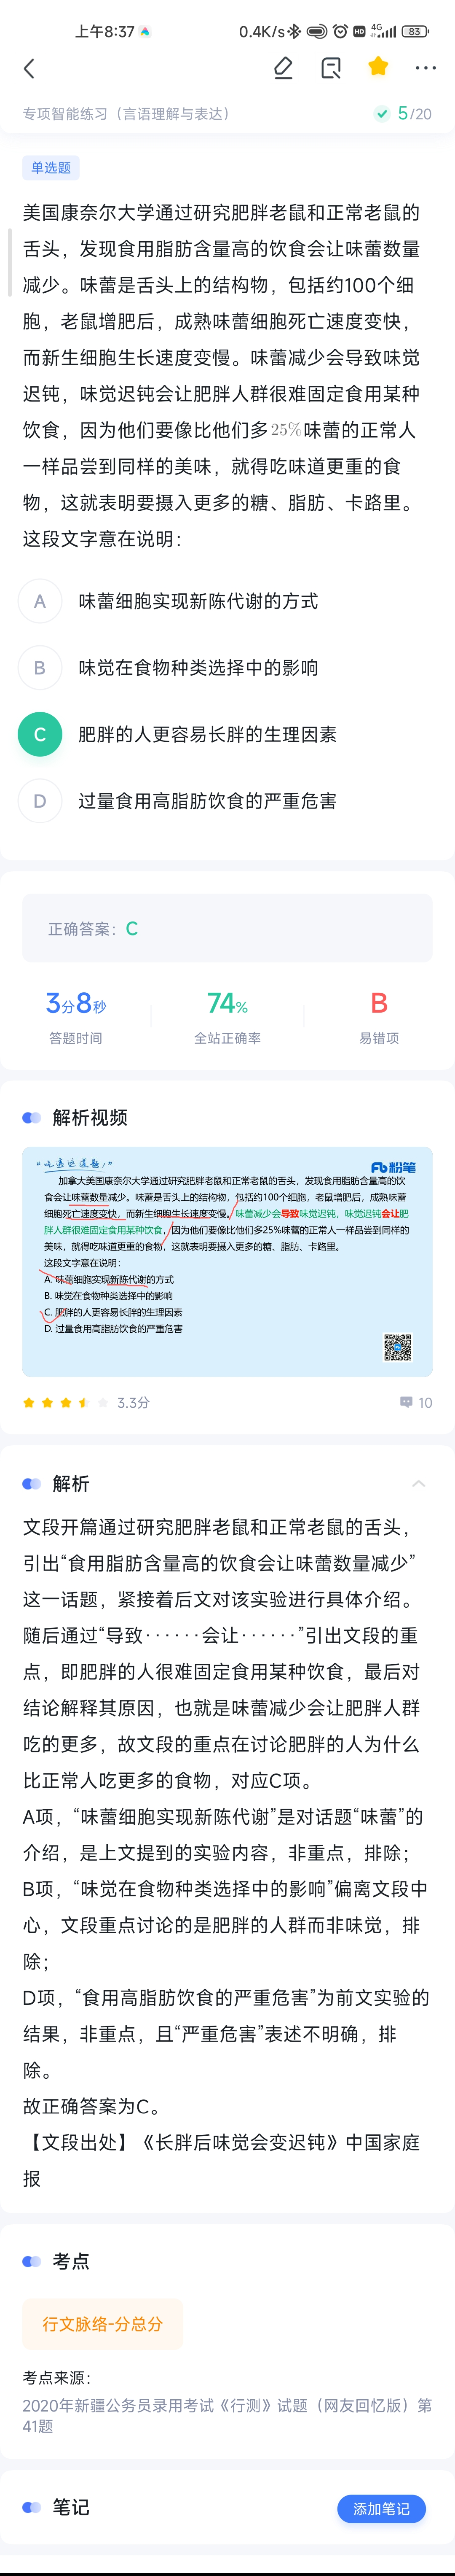 上午8:37
0.4K/s
HD
4G
83
专项智能练习（言语理解与表达）
5/20
单选题
美国康奈尔大学通过研究肥胖老鼠和正常老鼠的
舌头，发现食用脂肪含量高的饮食会让味蕾数量
减少。味蕾是舌头上的结构物，包括约100个细
胞，老鼠增肥后，成熟味蕾细胞死亡速度变快，
而新生细胞生长速度变慢。味蕾减少会导致味觉
迟钝，味觉迟钝会让肥胖人群很难固定食用某种
饮食，因为他们要像比他们多25%味蕾的正常人
一样品尝到同样的美味，就得吃味道更重的食
物，这就表明要摄入更多的糖、脂肪、卡路里。
这段文字意在说明：
A 味蕾细胞实现新陈代谢的方式
B 味觉在食物种类选择中的影响
C 肥胖的人更容易长胖的生理因素
D 过量食用高脂肪饮食的严重危害
正确答案：C
3分8秒
74%
B
答题时间
全站正确率
易错项
解析视频
粉笔
加拿大美国康奈尔大学通过研究肥胖老鼠和正常老鼠的舌头，发现食用脂肪含量高的饮
食会让味蕾数量减少。味蕾是舌头上的结构物，包括约100个细胞，老鼠增肥后，成熟味蕾
细胞死亡速度变快，而新生细胞生长速度变慢。味蕾减少会导致味觉迟钝，味觉迟钝会让肥
胖人群很难固定食用某种饮食，因为他们要像比他们多25%味蕾的正常人一样品尝到同样的
美味，就得吃味道更重的食物，这就表明要摄入更多的糖、脂肪、卡路里。
这段文字意在说明：
A. 味蕾细胞实现新陈代谢的方式
B. 味觉在食物种类选择中的影响
C. 肥胖的人更容易长胖的生理因素
D. 过量食用高脂肪饮食的严重危害
3.3分
10
解析
文段开篇通过研究肥胖老鼠和正常老鼠的舌头，
引出“食用脂肪含量高的饮食会让味蕾数量减少”
这一话题，紧接着后文对该实验进行具体介绍。
随后通过“导致······会让······”引出文段的重
点，即肥胖的人很难固定食用某种饮食，最后对
结论解释其原因，也就是味蕾减少会让肥胖人群
吃的更多，故文段的重点在讨论肥胖的人为什么
比正常人吃更多的食物，对应C项。
A项，“味蕾细胞实现新陈代谢”是对话题“味蕾”的
介绍，是上文提到的实验内容，非重点，排除；
B项，“味觉在食物种类选择中的影响”偏离文段中
心，文段重点讨论的是肥胖的人群而非味觉，排
除；
D项，“食用高脂肪饮食的严重危害”为前文实验的
结果，非重点，且“严重危害”表述不明确，排
除。
故正确答案为C。
【文段出处】《长胖后味觉会变迟钝》中国家庭
报
考点
行文脉络-分总分
考点来源：
2020年新疆公务员录用考试《行测》试题（网友回忆版）第
41题
笔记
添加笔记